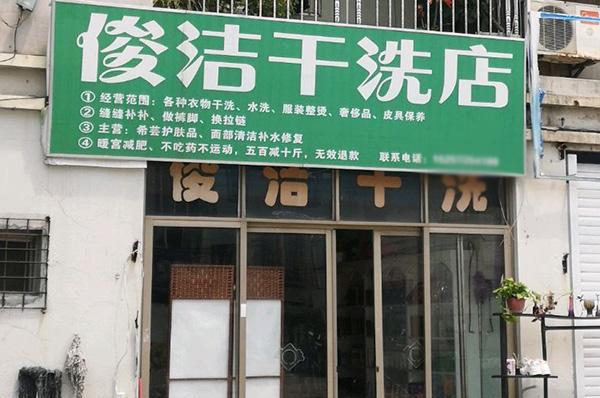 俊洁干洗店
① 经营范围：各种衣物干洗、水洗、服装整烫、奢侈品、皮具保养
② 缝缝补补、做裤脚、换拉链
③ 主营：希芸护肤品、面部清洁补水修复
④ 暖宫减肥、不吃药不运动，五百减十斤，无效退款 联系电话：
俊洁干洗